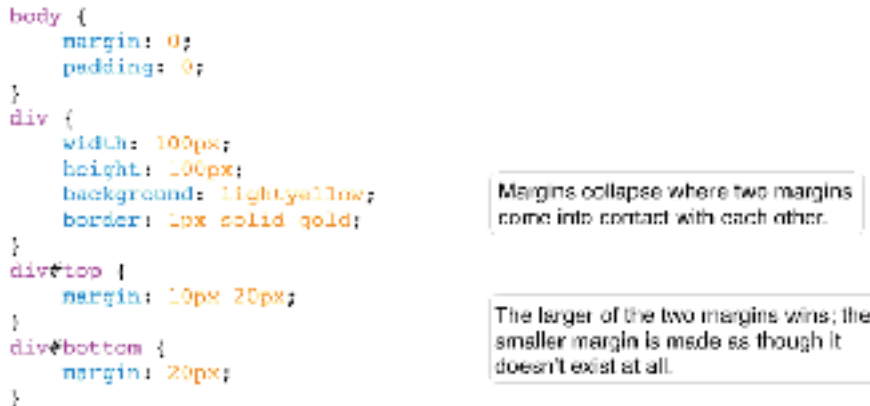 body {
margin: 0;
padding: 0;
}
div {
width: 100px;
height: 100px;
background: lightyellow;
border: 1px solid gold;
}
div#top {
margin: 10px 20px;
}
div#bottom {
margin: 20px;
}
Margins collapse where two margins
come into contact with each other.
The larger of the two margins wins; the
smaller margin is made as though it
doesn't exist at all.